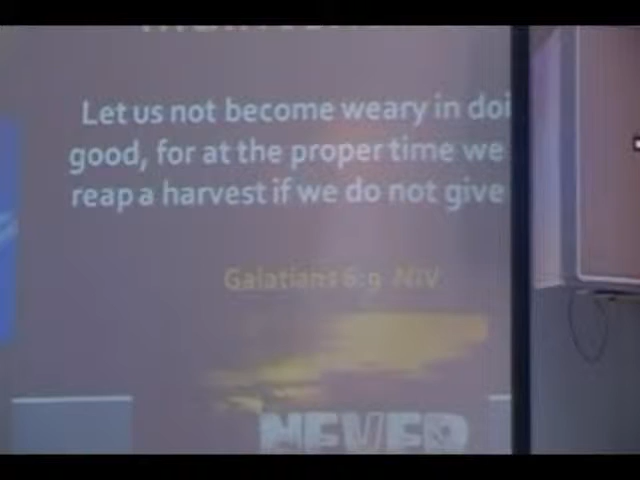 Let us not become weary in doi
good, for at the proper time we
reap a harvest if we do not give
Galatians 6:9 NIV
NEVER